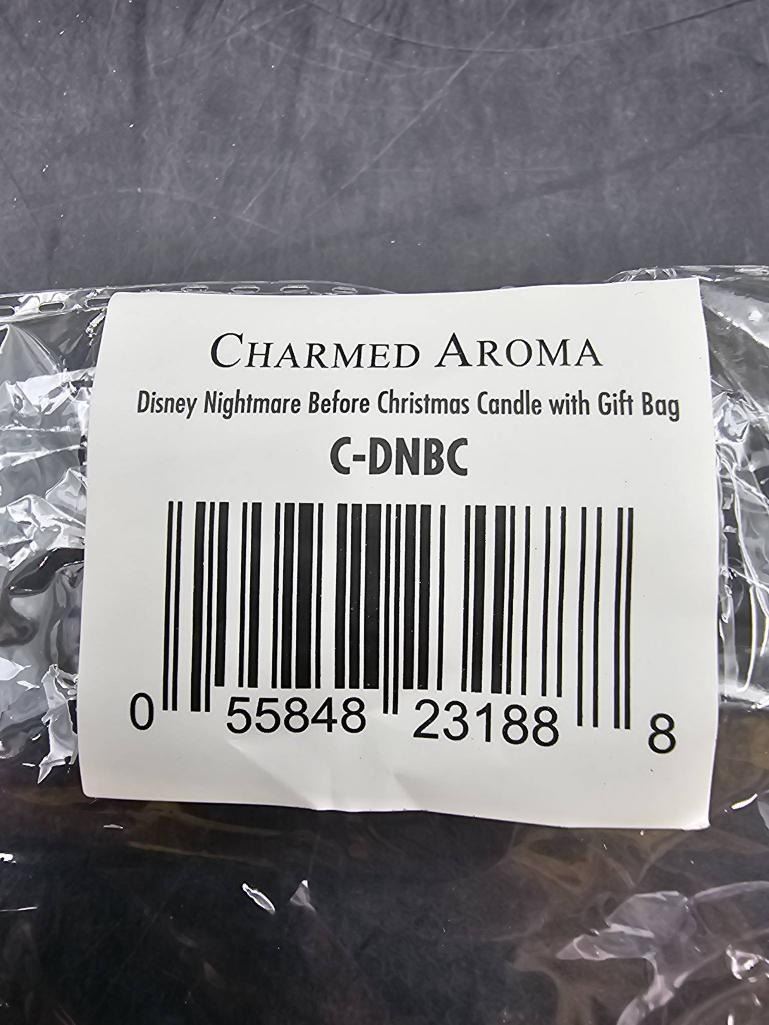 CHARMED AROMA
Disney Nightmare Before Christmas Candle with Gift Bag
C-DNBC
0 55848 23188 8